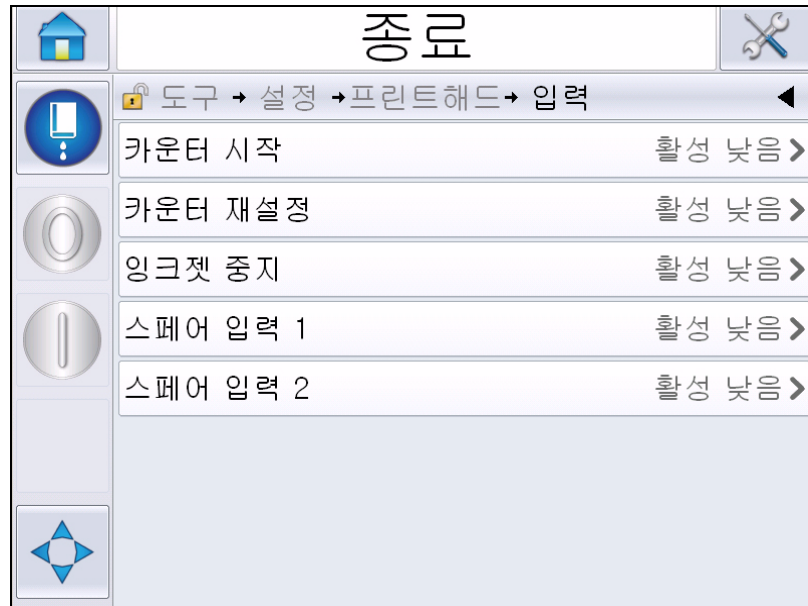 종료
도구 → 설정 →프린트해드→ 입력
카운터 시작 활성 낮음
카운터 재설정 활성 낮음
잉크젯 중지 활성 낮음
스페어 입력 1 활성 낮음
스페어 입력 2 활성 낮음